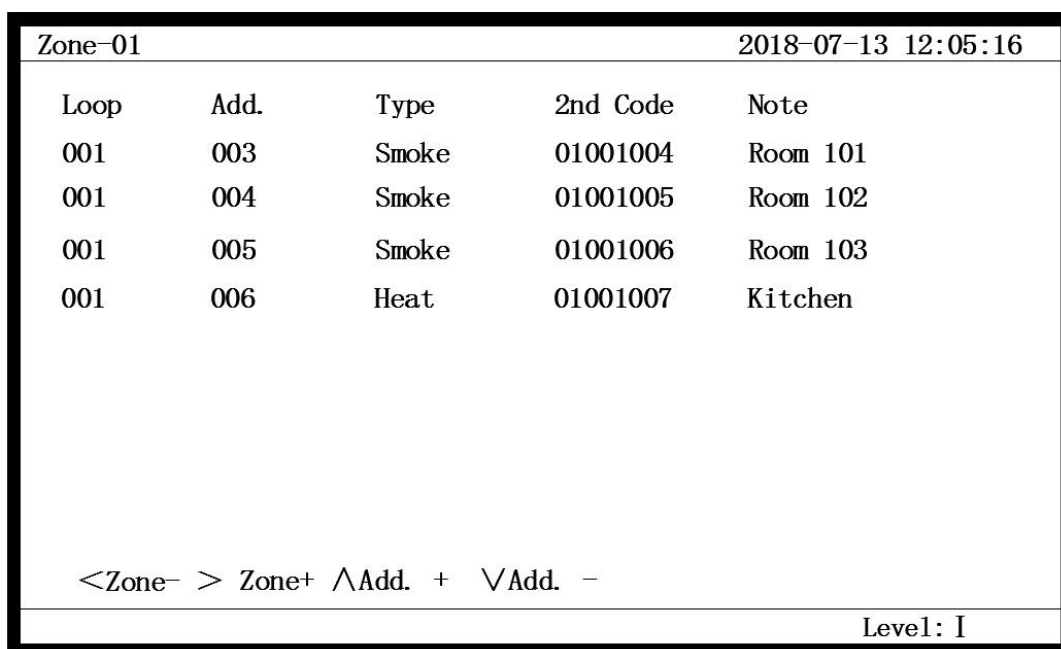 Zone-01 2018-07-13 12:05:16
Loop Add. Type 2nd Code Note
001 003 Smoke 01001004 Room 101
001 004 Smoke 01001005 Room 102
001 005 Smoke 01001006 Room 103
001 006 Heat 01001007 Kitchen
<Zone- > Zone+ ∧Add. + ∨Add. -
Level: I